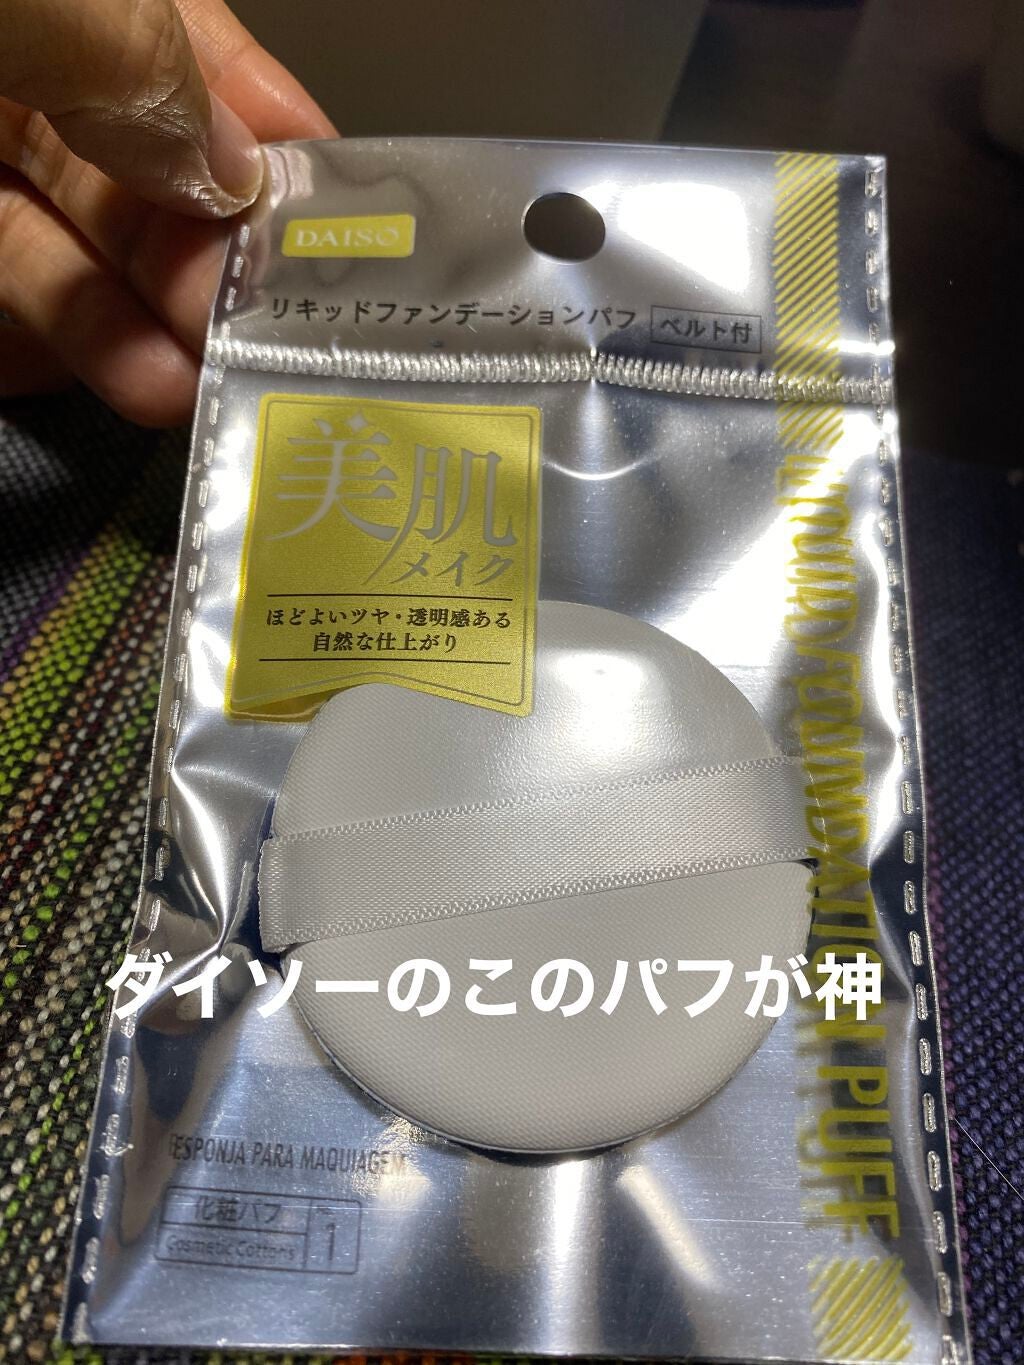 DAISO
リキッドファンデーションパフ ベルト付
美肌
メイク
ほどよいツヤ・透明感ある
自然な仕上がり
LIQUID FOUNDATION PUFF
ダイソーのこのパフが神
ESPONJA PARA MAQUIAGEM
化粧パフ
Cosmetic Cottons
No.
1